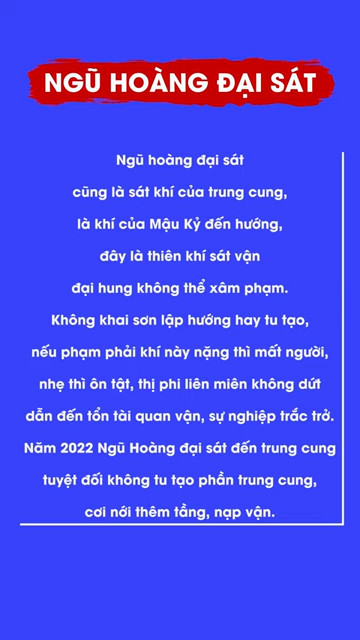 NGŨ HOÀNG ĐẠI SÁT
Ngũ hoàng đại sát
cũng là sát khí của trung cung,
là khí của Mậu Kỷ đến hướng,
đây là thiên khí sát vận
đại hung không thể xâm phạm.
Không khai sơn lập hướng hay tu tạo,
nếu phạm phải khí này nặng thì mất người,
nhẹ thì ôn tật, thị phi liên miên không dứt
dẫn đến tổn tài quan vận, sự nghiệp trắc trở.
Năm 2022 Ngũ Hoàng đại sát đến trung cung
tuyệt đối không tu tạo phần trung cung,
cơi nới thêm tầng, nạp vận.